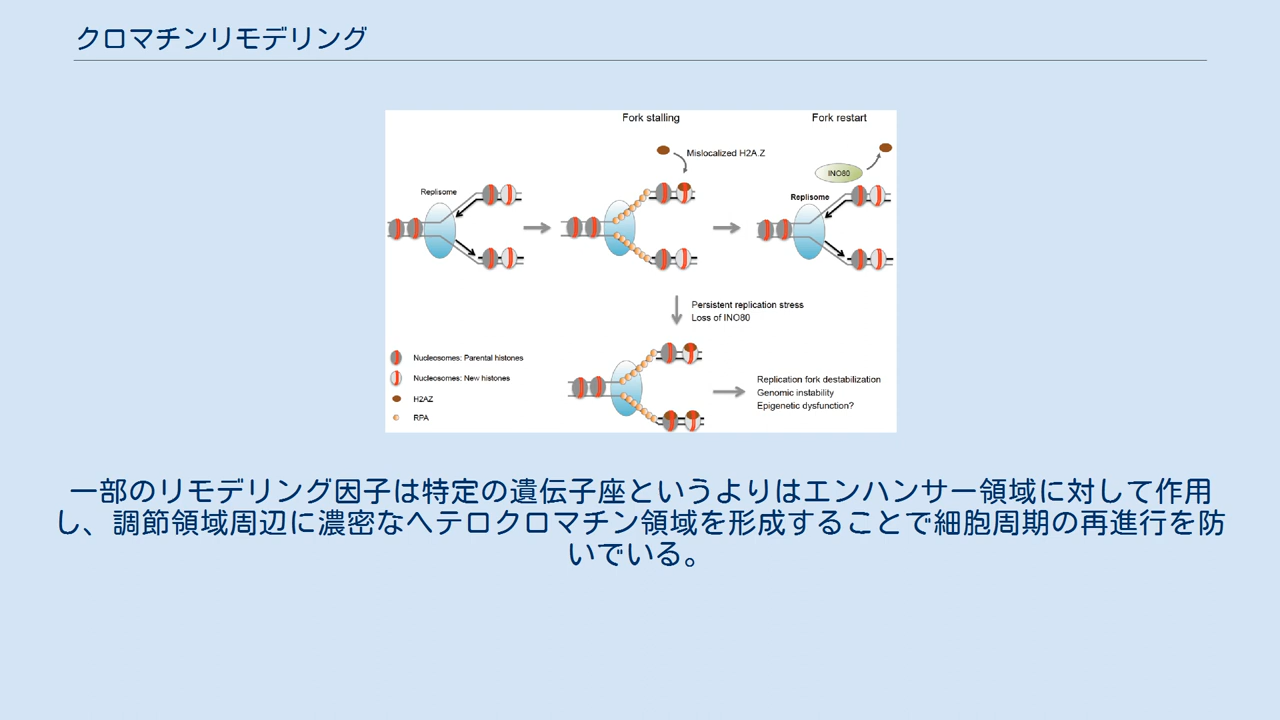 クロマチンリモデリング
Fork stalling
Fork restart
Mislocalized H2A.Z
INO80
Replisome
Replisome
Persistent replication stress
Loss of INO80
Nucleosomes: Parental histones
Nucleosomes: New histones
H2AZ
RPA
Replication fork destabilization
Genomic instability
Epigenetic dysfunction?
一部のリモデリング因子は特定の遺伝子座というよりはエンハンサー領域に対して作用
し、調節領域周辺に濃密なヘテロクロマチン領域を形成することで細胞周期の再進行を防
いでいる。